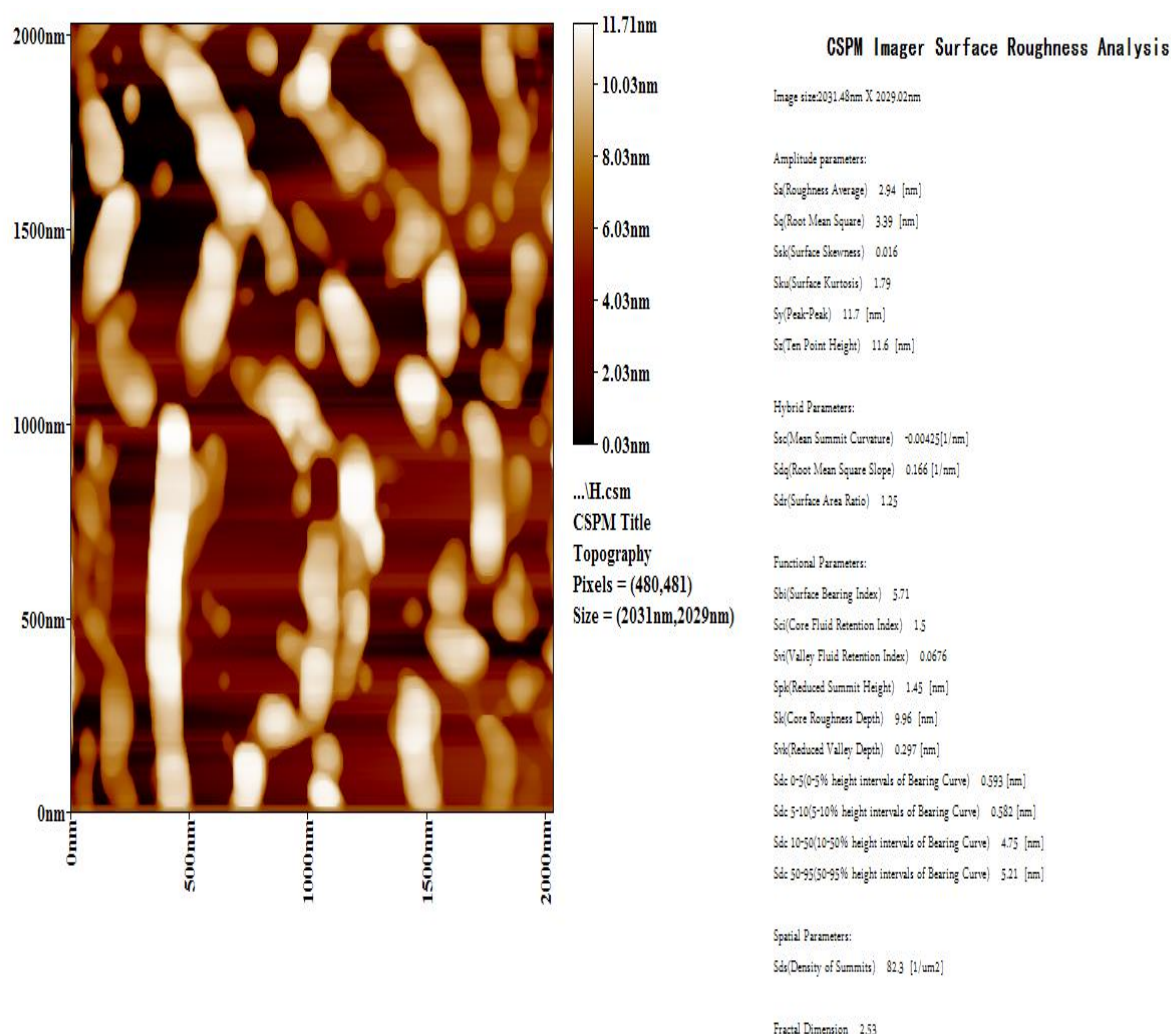 2000nm
1500nm
1000nm
500nm
0nm
0nm
500nm
1000nm
1500nm
2000nm
11.71nm
10.03nm
8.03nm
6.03nm
4.03nm
2.03nm
0.03nm
...\H.csm
CSPM Title
Topography
Pixels = (480,481)
Size = (2031nm,2029nm)
CSPM Imager Surface Roughness Analysis
Image size:2031.48nm X 2029.02nm
Amplitude parameters:
Sa(Roughness Average) 2.94 [nm]
Sq(Root Mean Square) 3.39 [nm]
Ssk(Surface Skewness) 0.016
Sku(Surface Kurtosis) 1.79
Sy(Peak-Peak) 11.7 [nm]
Sz(Ten Point Height) 11.6 [nm]
Hybrid Parameters:
Ssc(Mean Summit Curvature) -0.00425[1/nm]
Sdq(Root Mean Square Slope) 0.166 [1/nm]
Sdr(Surface Area Ratio) 1.25
Functional Parameters:
Sbi(Surface Bearing Index) 5.71
Sci(Core Fluid Retention Index) 1.5
Svi(Valley Fluid Retention Index) 0.0676
Spk(Reduced Summit Height) 1.45 [nm]
Sk(Core Roughness Depth) 9.96 [nm]
Svk(Reduced Valley Depth) 0.297 [nm]
Sdc 0-5(0-5% height intervals of Bearing Curve) 0.593 [nm]
Sdc 5-10(5-10% height intervals of Bearing Curve) 0.582 [nm]
Sdc 10-50(10-50% height intervals of Bearing Curve) 4.75 [nm]
Sdc 50-95(50-95% height intervals of Bearing Curve) 5.21 [nm]
Spatial Parameters:
Sds(Density of Summits) 82.3 [1/um2]
Fractal Dimension 2.53